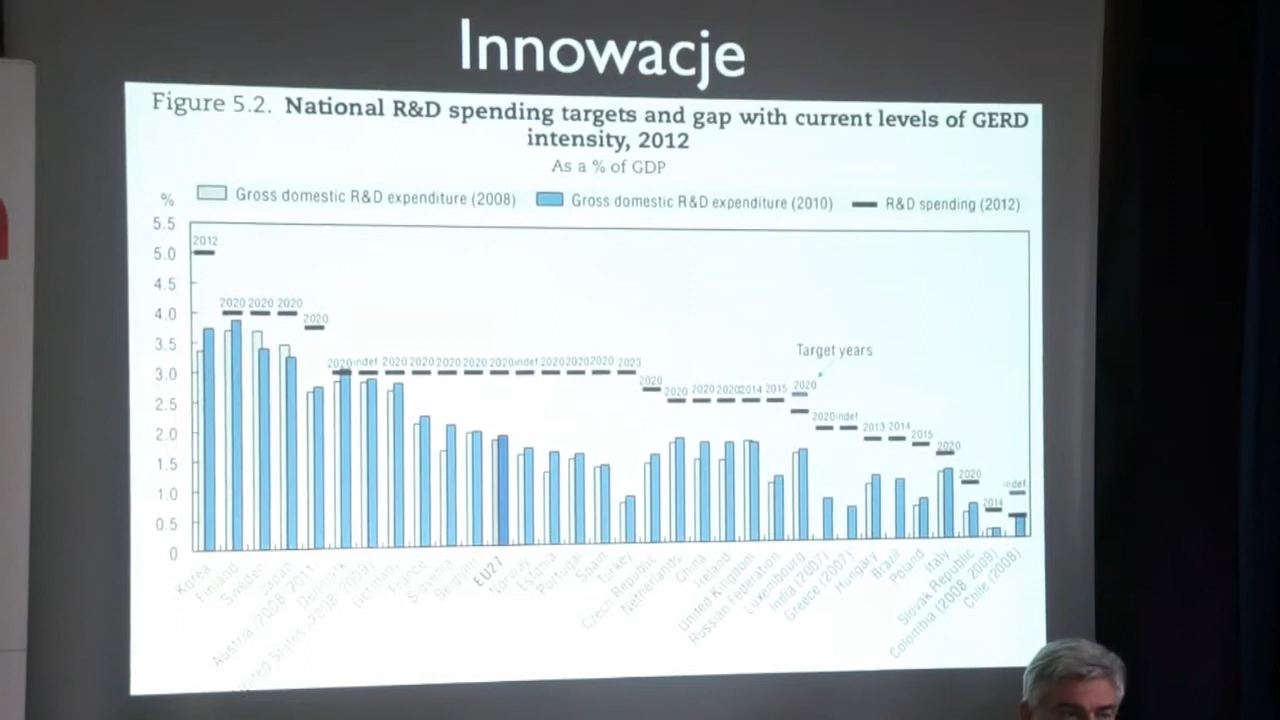 Innowacje
Figure 5.2. National R&D spending targets and gap with current levels of GERD
intensity, 2012
As a % of GDP
% Gross domestic R&D expenditure (2008) Gross domestic R&D expenditure (2010) R&D spending (2012)
5.5
2012
5.0
4.5
2020 2020 2020
4.0
2020
3.5
Target years
2020 indef 2020 2020 2020 2020 2020 indef 2020 2020 2020 2023
3.0
2020 2020 2020 2020 2014 2015 2020
2.5
2020 indef
2013 2014 2015
2.0
2020
1.5
2020
indef
1.0
2014
0.5
0
Korea
Finland
Sweden
Japan
Austria (2008, 2011)
Denmark
United States (2008, 2009)
Germany
France
Slovenia
Belgium
EU27
Norway
Estonia
Portugal
Spain
Turkey
Czech Republic
Netherlands
China
Ireland
United Kingdom
Russian Federation
Luxembourg
India (2007)
Greece (2007)
Hungary
Brazil
Poland
Italy
Slovak Republic
Colombia (2008, 2009)
Chile (2008)